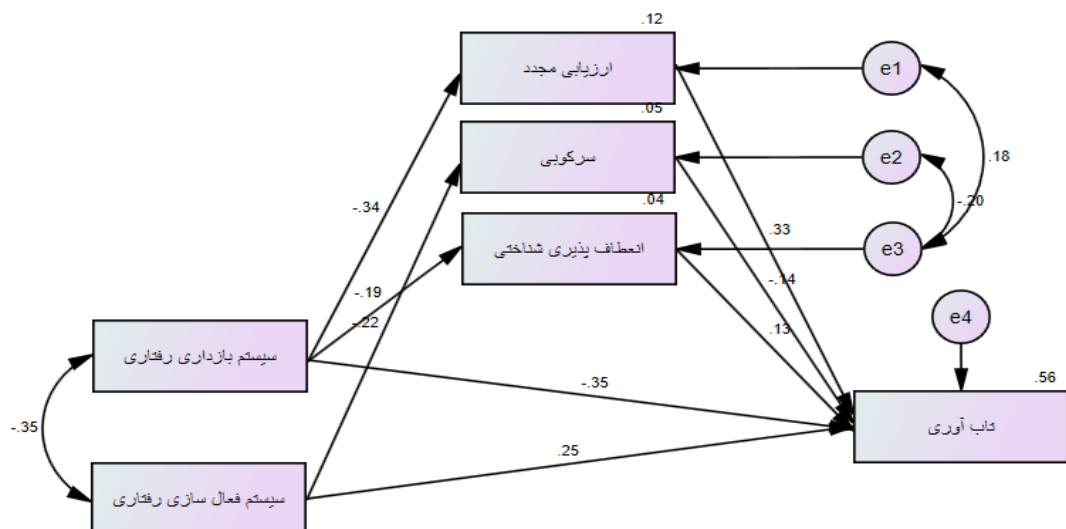 .12
ارزیابی مجدد
e1
.05
سرکوبی
e2
.18
-.34
.04
-.20
انعطاف پذیری شناختی
e3
.33
-.14
-.19
-.22
.13
e4
سیستم بازداری رفتاری
-.35
.56
تاب آوری
-.35
.25
سیستم فعال سازی رفتاری